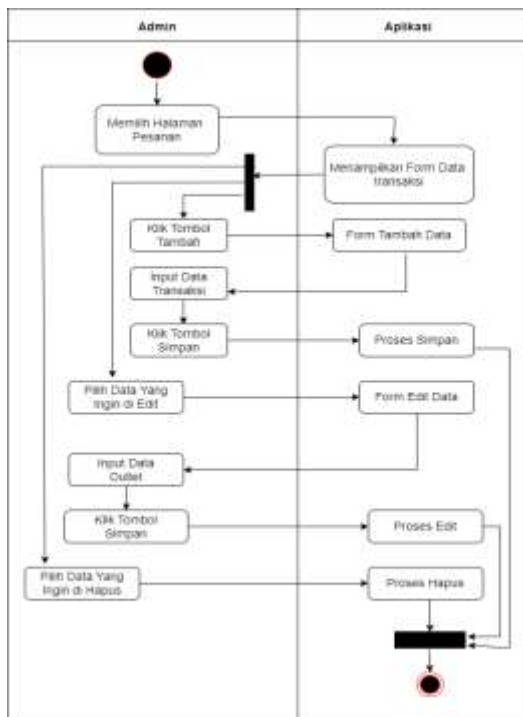 Admin
Aplikasi
Memilih Halaman
Pesanan
Menampilkan Form Data
transaksi
Klik Tombol
Tambah
Form Tambah Data
Input Data
Transaksi
Klik Tombol
Simpan
Proses Simpan
Pilih Data Yang
Ingin di Edit
Form Edit Data
Input Data
Outlet
Klik Tombol
Simpan
Proses Edit
Pilih Data Yang
Ingin di Hapus
Proses Hapus